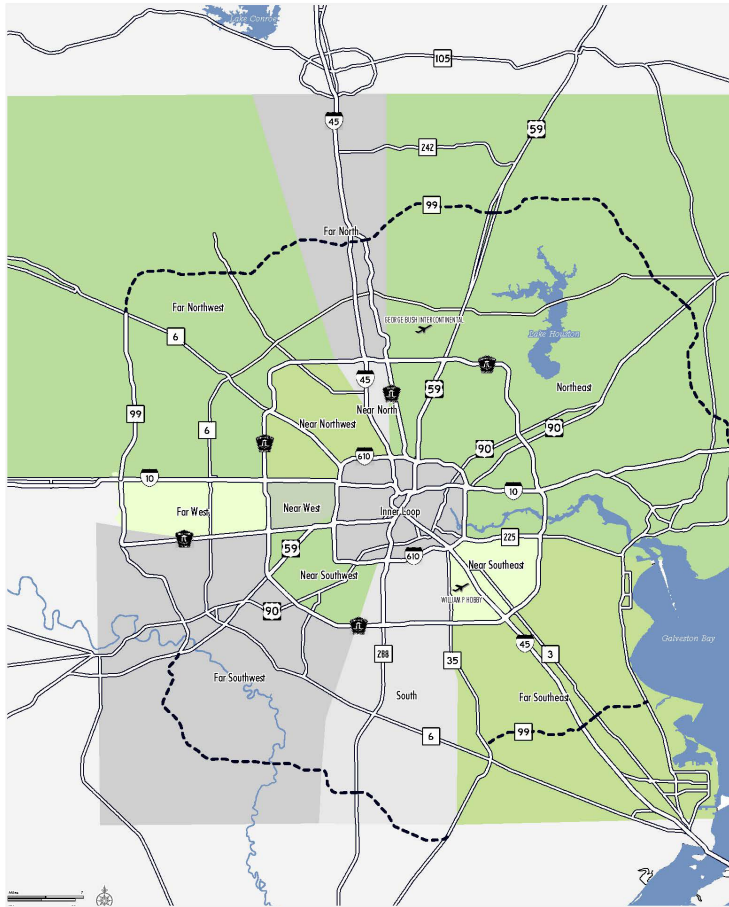 Lake Conroe
105
45
59
242
99
Far North
Far Northwest
GEORGE BUSH INTERCONTINENTAL
6
Lake Houston
45
59
Northeast
99
Near North
6
Near Northwest
90
90
610
10
10
Far West
Near West
Inner Loop
225
59
610
Near Southeast
Near Southwest
WILLIAM P HOBBY
90
Galveston Bay
288
35
45
3
Far Southwest
South
Far Southeast
6
99